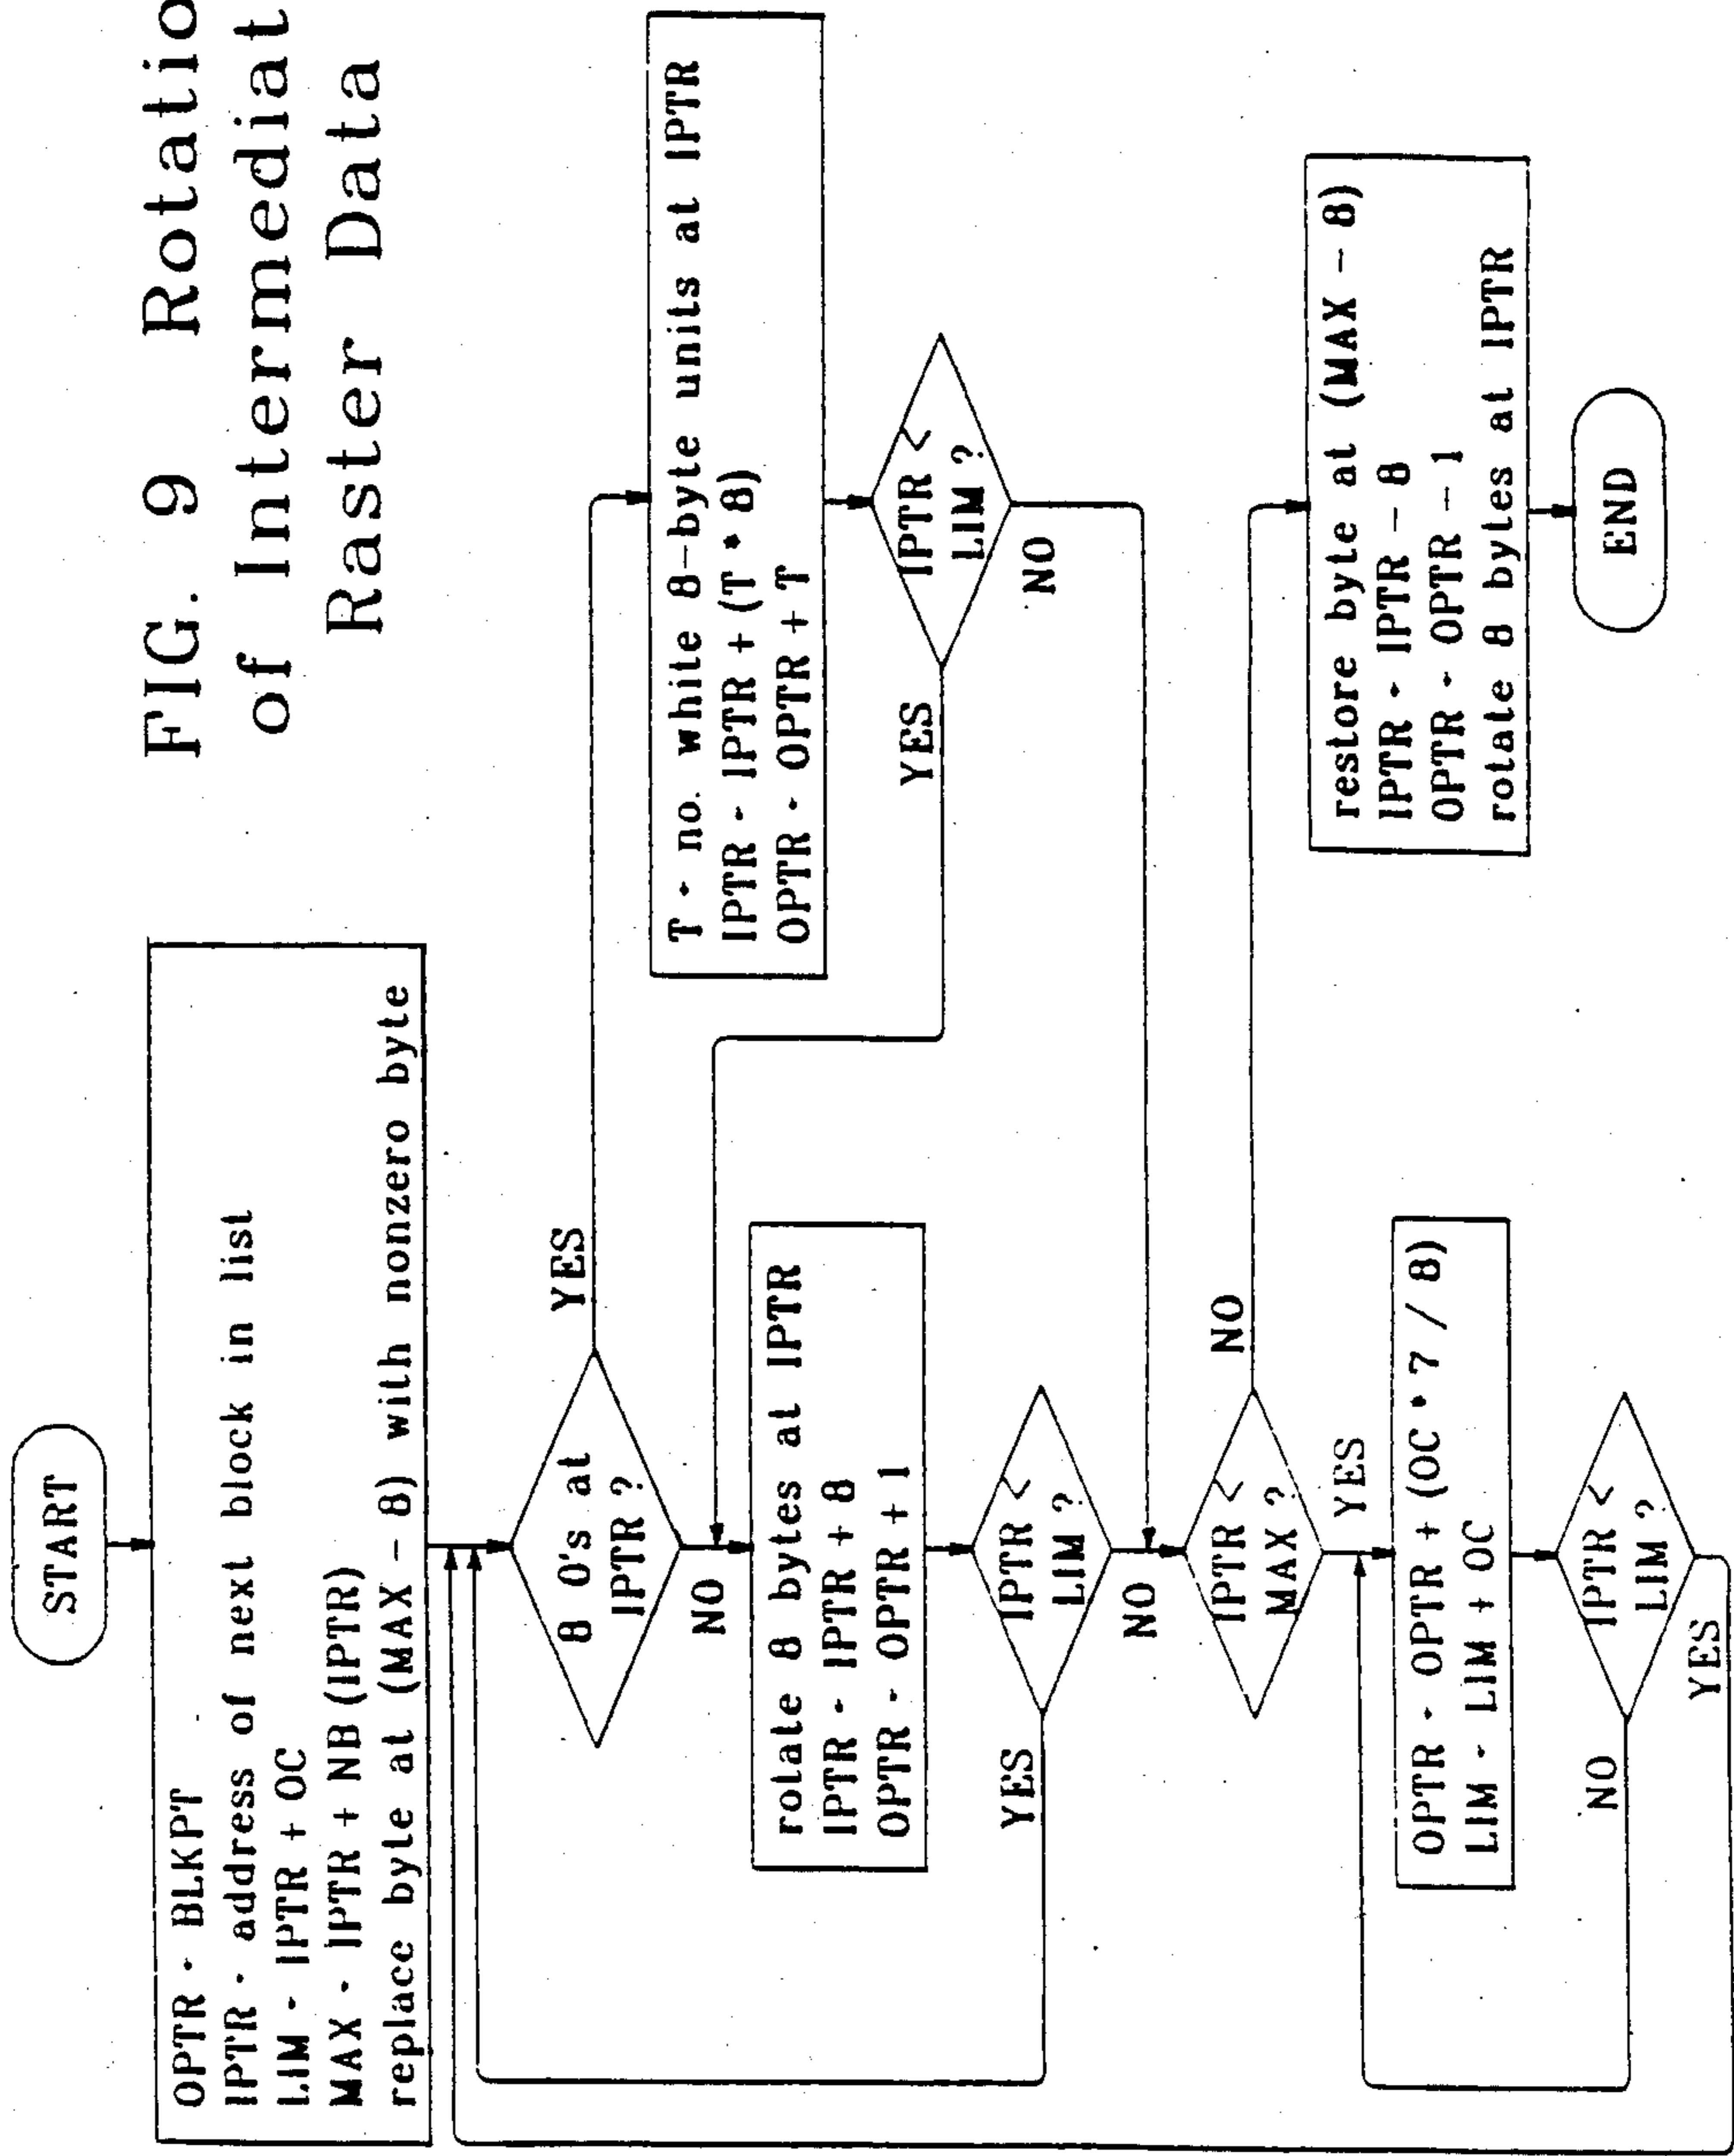 FIG. 9 Rotatio
of Intermediat
Raster Data
START
OPTR - BLKPT
IPTR - address of next block in list
LIM - IPTR + OC
MAX - IPTR + NB (IPTR)
replace byte at (MAX - 8) with nonzero byte
8 0's at
IPTR ?
YES
NO
T - no. white 8-byte units at IPTR
IPTR - IPTR + (T * 8)
OPTR - OPTR + T
rotate 8 bytes at IPTR
IPTR - IPTR + 8
OPTR - OPTR + 1
IPTR <
LIM ?
YES
NO
IPTR <
LIM ?
YES
NO
IPTR <
MAX ?
NO
YES
restore byte at (MAX - 8)
IPTR - IPTR - 8
OPTR - OPTR - 1
rotate 8 bytes at IPTR
END
OPTR - OPTR + (OC * 7 / 8)
LIM - LIM + OC
IPTR <
LIM ?
NO
YES